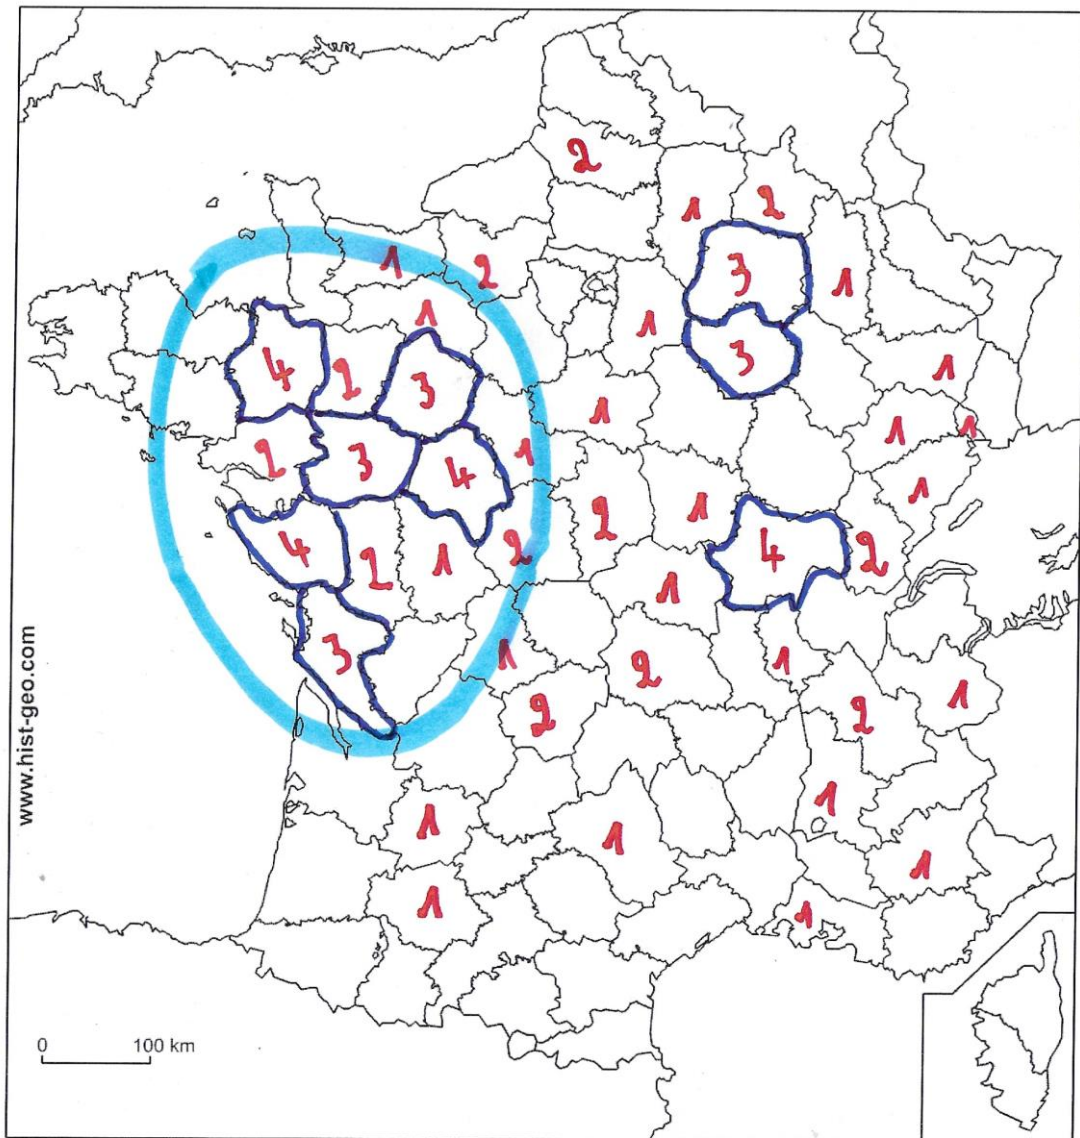 2
1 2
1 2 3 1
1 1
4 2 3 3 1
1 1 1
2 3 4 1 1
2 1
4 2 1 2 4 2
1
3 1 2 1 1
2 2
1 1 1
1
1 1
www.hist-geo.com
0 100 km